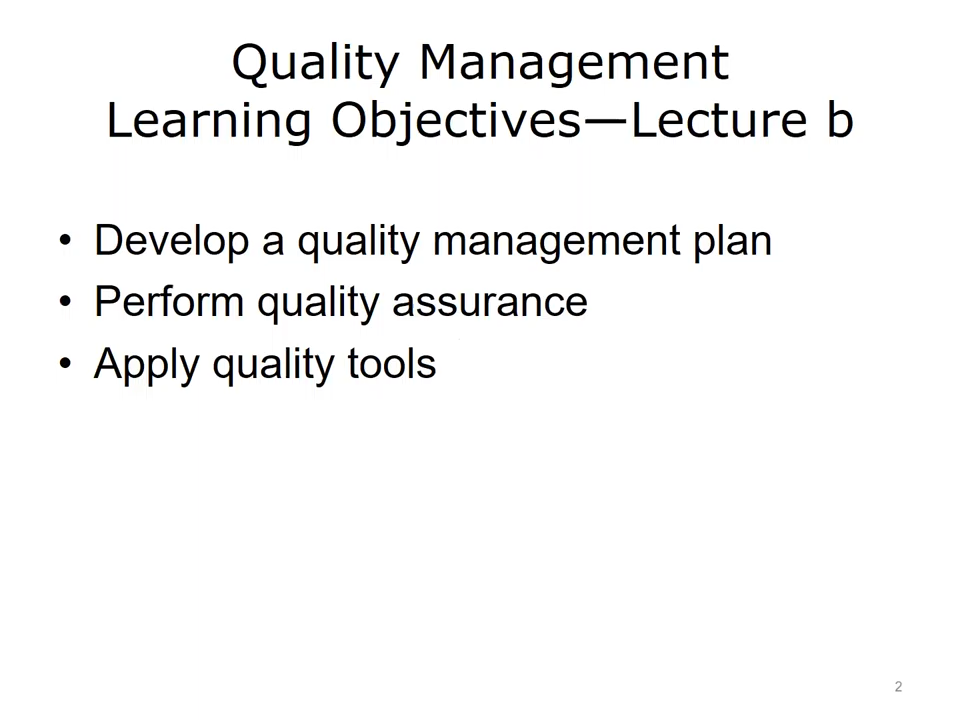 Quality Management
Learning Objectives—Lecture b
• Develop a quality management plan
• Perform quality assurance
• Apply quality tools
2